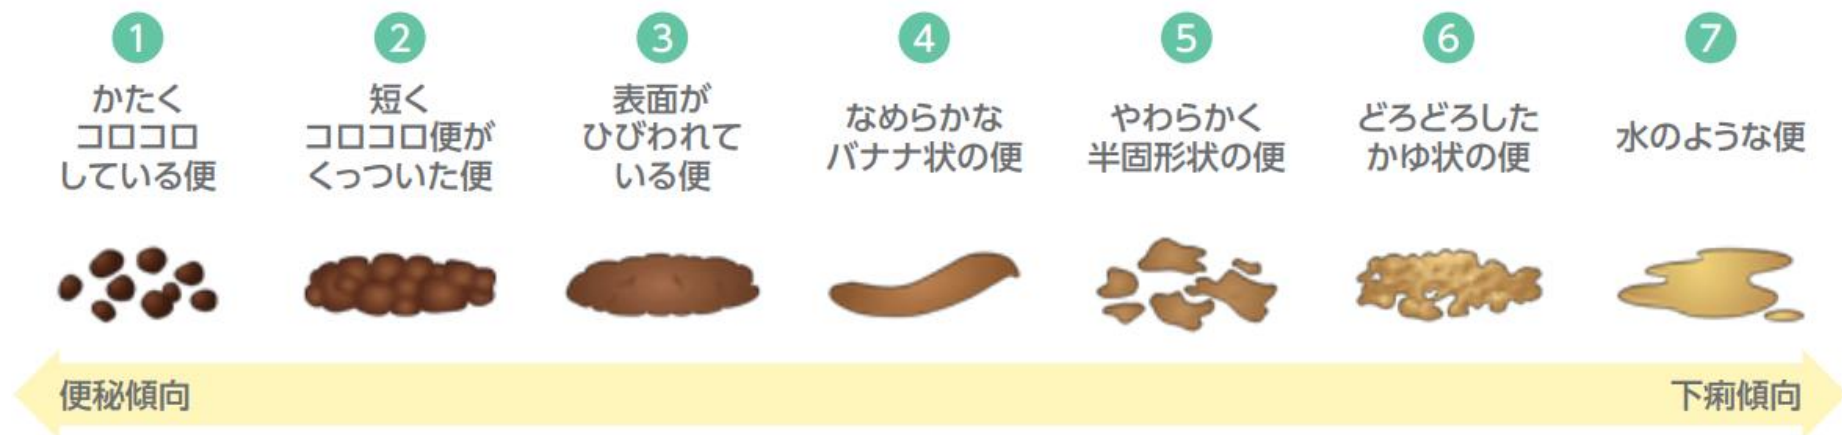 1
かたく
コロコロ
している便
2
短く
コロコロ便が
くっついた便
3
表面が
ひびわれて
いる便
4
なめらかな
バナナ状の便
5
やわらかく
半固形状の便
6
どろどろした
かゆ状の便
7
水のような便
便秘傾向
下痢傾向